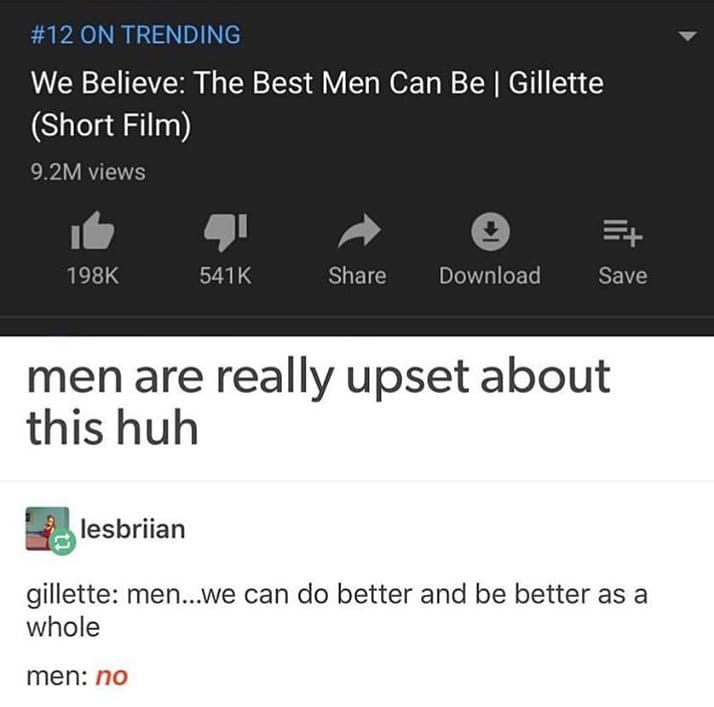 #12 ON TRENDING
We Believe: The Best Men Can Be | Gillette
(Short Film)
9.2M views
198K 541K Share Download Save
men are really upset about
this huh
lesbriian
gillette: men...we can do better and be better as a
whole
men: no